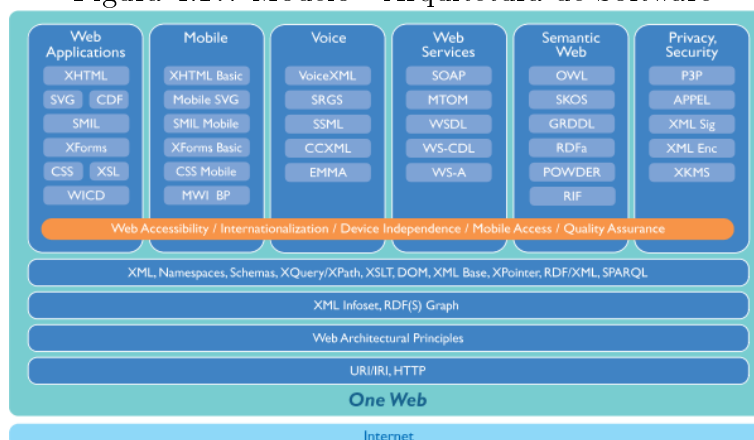 Web Applications
XHTML
SVG CDF
SMIL
XForms
CSS XSL
WICD
Mobile
XHTML Basic
Mobile SVG
SMIL Mobile
XForms Basic
CSS Mobile
MWI BP
Voice
VoiceXML
SRGS
SSML
CCXML
EMMA
Web Services
SOAP
MTOM
WSDL
WS-CDL
WS-A
Semantic Web
OWL
SKOS
GRDDL
RDFa
POWDER
RIF
Privacy, Security
P3P
APPEL
XML Sig
XML Enc
XKMS
Web Accessibility / Internationalization / Device Independence / Mobile Access / Quality Assurance
XML, Namespaces, Schemas, XQuery/XPath, XSLT, DOM, XML Base, XPointer, RDF/XML, SPARQL
XML Infoset, RDF(S) Graph
Web Architectural Principles
URI/IRI, HTTP
One Web
Internet